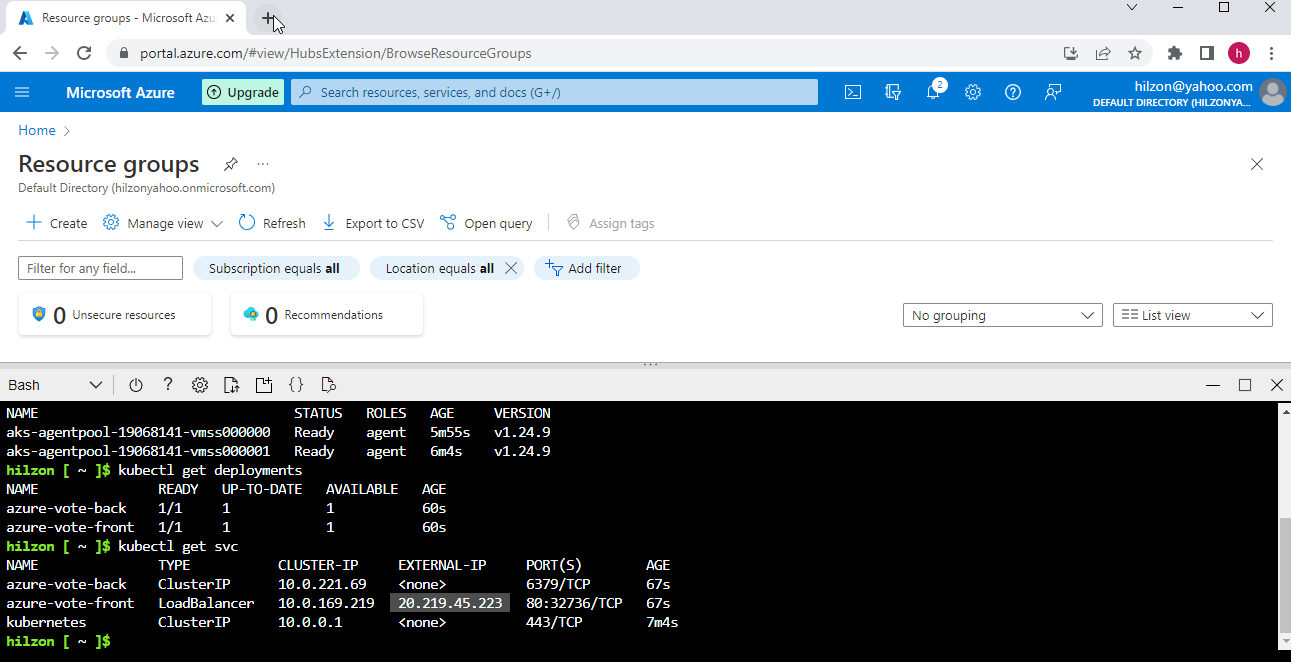 Resource groups - Microsoft Azu
portal.azure.com/#view/HubsExtension/BrowseResourceGroups
h
Microsoft Azure
Upgrade
Search resources, services, and docs (G+/)
2
hilzon@yahoo.com
DEFAULT DIRECTORY (HILZONYA...
Home
Resource groups
...
Default Directory (hilzonyahoo.onmicrosoft.com)
Create Manage view Refresh Export to CSV Open query Assign tags
Filter for any field... Subscription equals all Location equals all Add filter
0 Unsecure resources 0 Recommendations No grouping List view
Bash ? {}
NAME STATUS ROLES AGE VERSION
aks-agentpool-19068141-vmss000000 Ready agent 5m55s v1.24.9
aks-agentpool-19068141-vmss000001 Ready agent 6m4s v1.24.9
hilzon [ ~ ]$ kubectl get deployments
NAME READY UP-TO-DATE AVAILABLE AGE
azure-vote-back 1/1 1 1 60s
azure-vote-front 1/1 1 1 60s
hilzon [ ~ ]$ kubectl get svc
NAME TYPE CLUSTER-IP EXTERNAL-IP PORT(S) AGE
azure-vote-back ClusterIP 10.0.221.69 <none> 6379/TCP 67s
azure-vote-front LoadBalancer 10.0.169.219 20.219.45.223 80:32736/TCP 67s
kubernetes ClusterIP 10.0.0.1 <none> 443/TCP 7m4s
hilzon [ ~ ]$